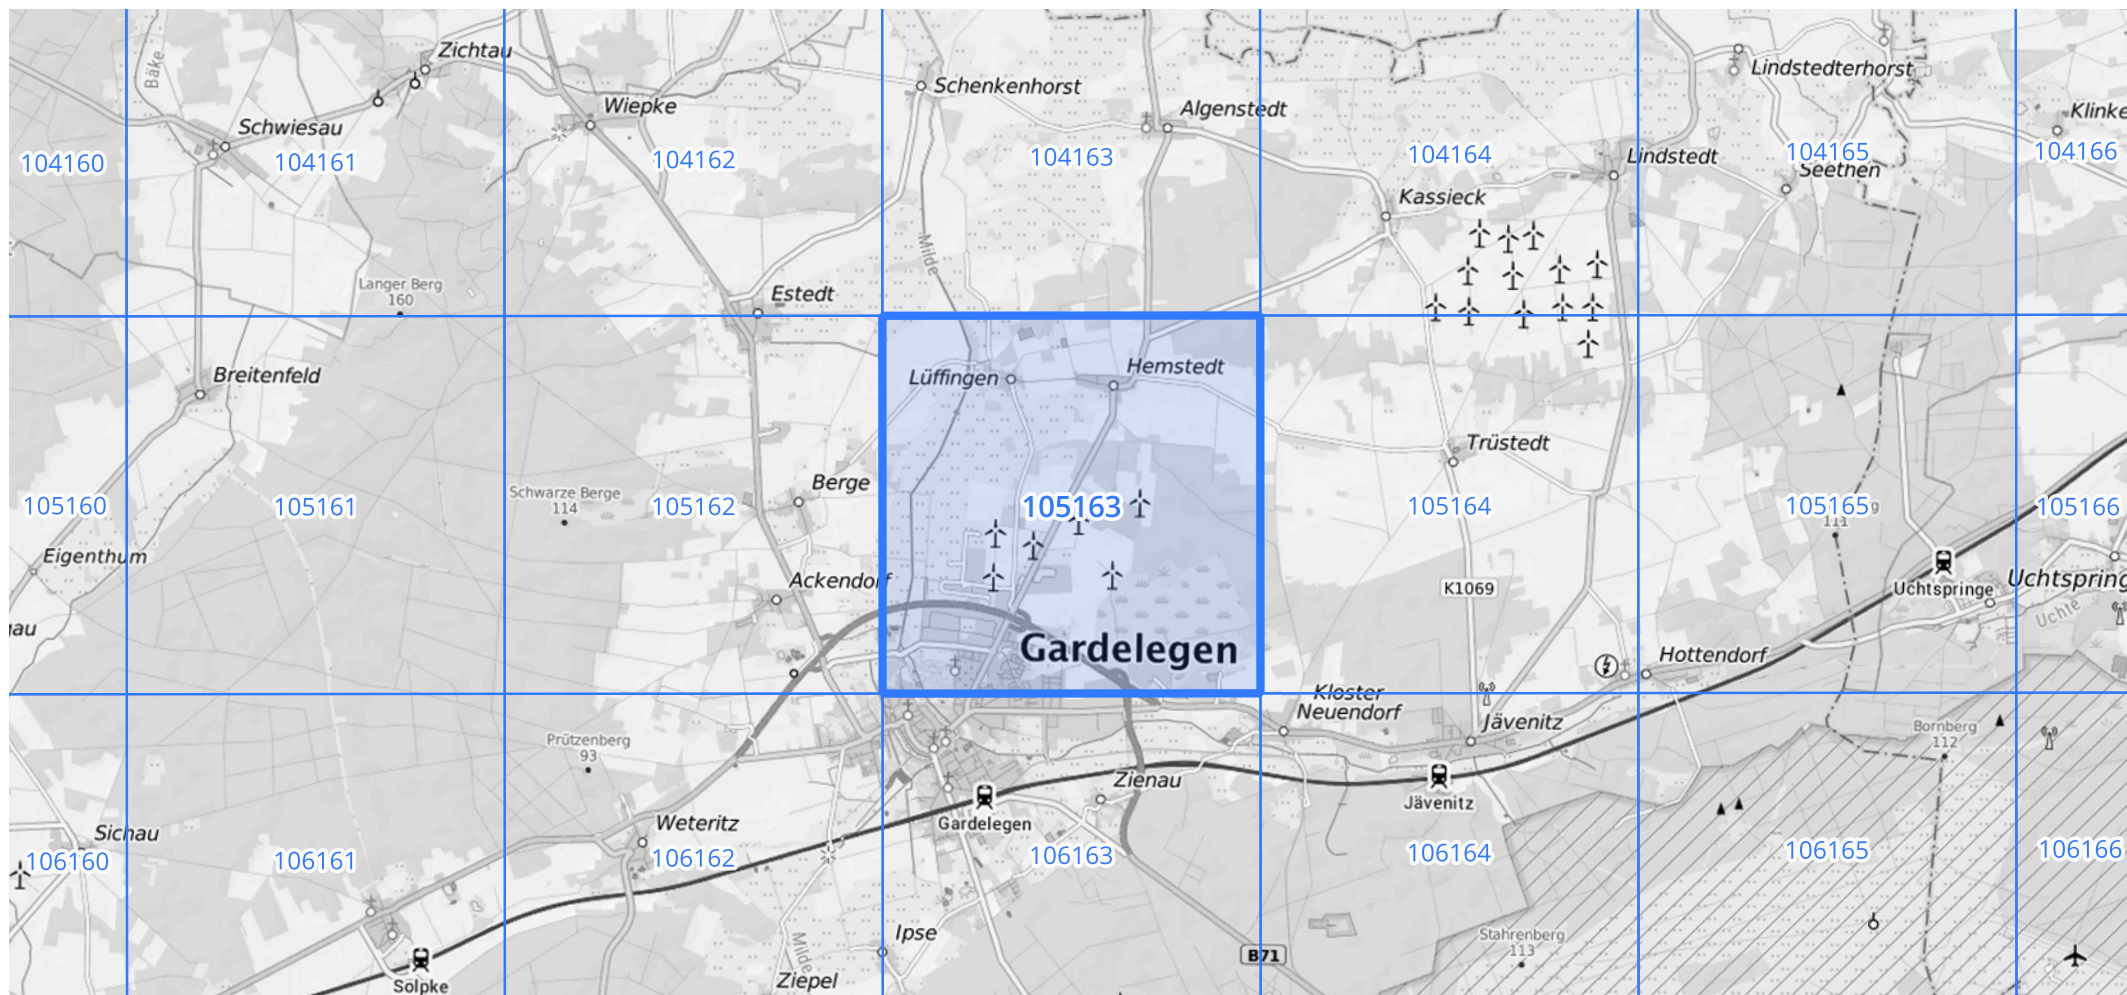 Zichtau
Bäke
Schenkenhorst
Lindstedterhorst
Wiepke
Algenstedt
Klinke
Schwiesau
104160
104161
104162
104163
104164
Lindstedt
104165
104166
Seethen
Kassieck
Milde
Langer Berg
160
Estedt
Breitenfeld
Lüffingen
Hemstedt
Trüstedt
Berge
Schwarze Berge
114
105160
105161
105162
105163
105164
105165
105166
111
Eigenthum
Ackendorf
K1069
Uchtspringe
Uchtspring
Uchte
au
Gardelegen
Hottendorf
Kloster
Neuendorf
Jävenitz
Prützenberg
93
Bornberg
112
Zienau
Jävenitz
Gardelegen
Sichau
Weteritz
106160
106161
106162
106163
106164
106165
106166
Ipse
Milde
Stahrenberg
113
B71
Ziepel
Solpke